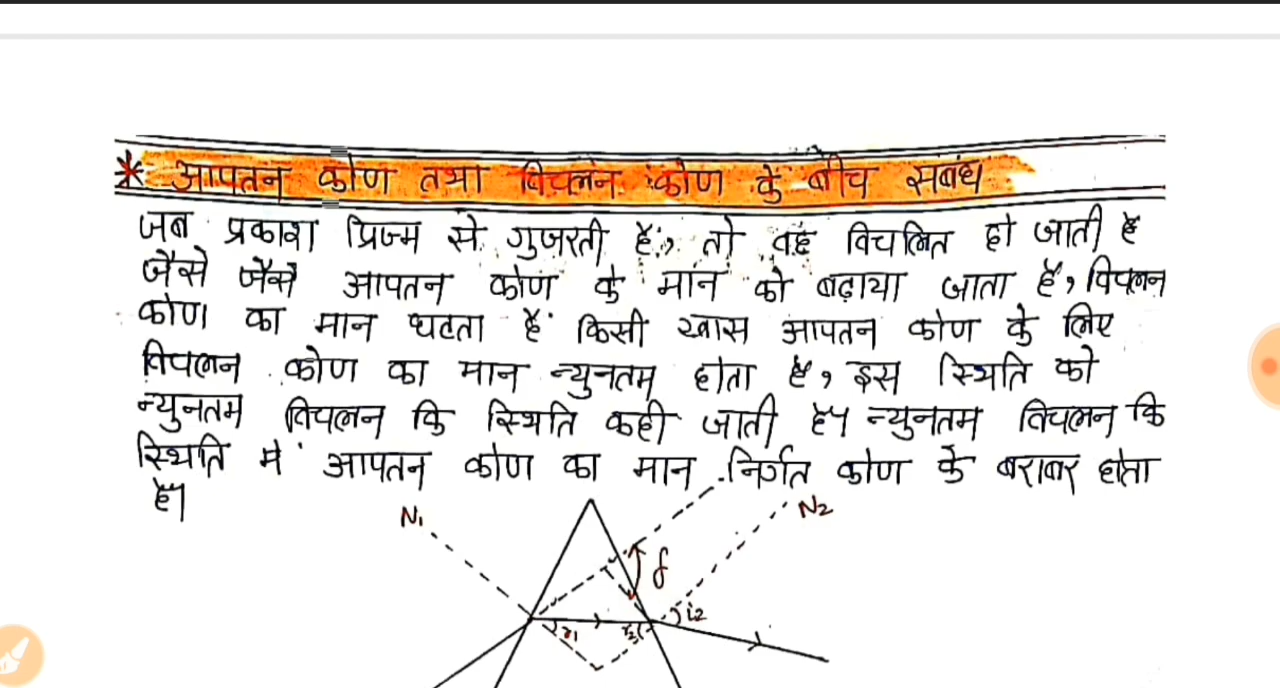 * आपतन कोण तथा विचलन कोण के बीच सबंध
जब प्रकाश प्रिज्म से गुजरती हैं, तो वह विचलित हो जाती है
जैसे जैसे आपतन कोण के मान को बढ़ाया जाता है, विचलन
कोण का मान घटता है किसी खास आपतन कोण के लिए
विचलन कोण का मान न्युनतम होता है, इस स्थिति को
न्युनतम विचलन कि स्थिति कही जाती है। न्युनतम विचलन कि
स्थिति में आपतन कोण का मान निर्गत कोण के बराबर होता
है।
N₁ N₂
δ
r₁ r₂ i₂